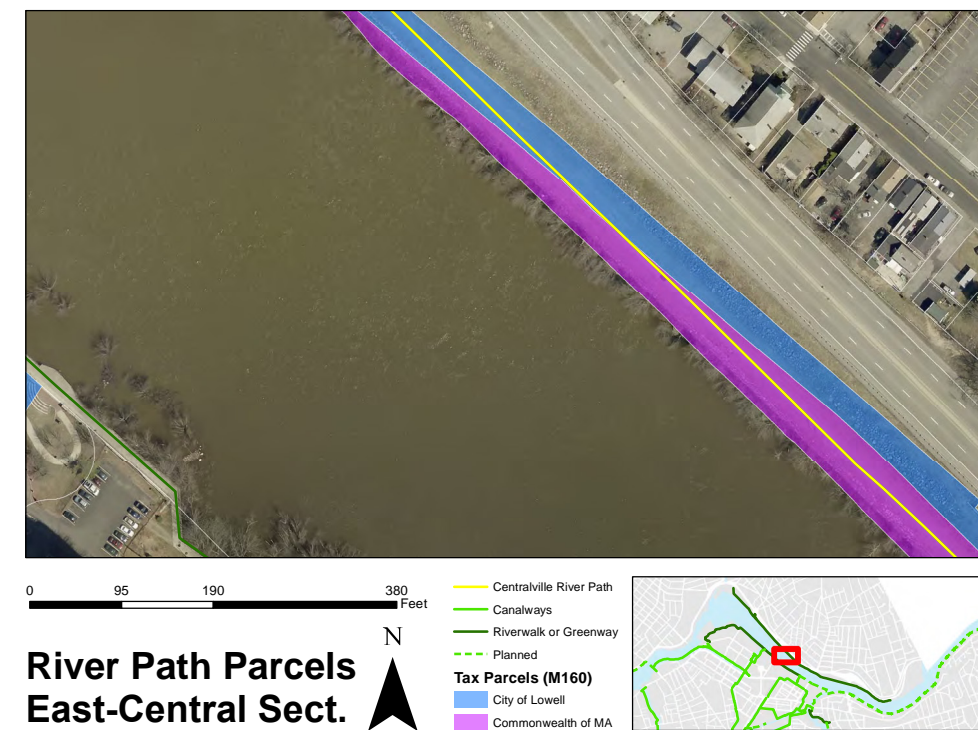 0 95 190 380
Feet
N
River Path Parcels
East-Central Sect.
Centralville River Path
Canalways
Riverwalk or Greenway
Planned
Tax Parcels (M160)
City of Lowell
Commonwealth of MA